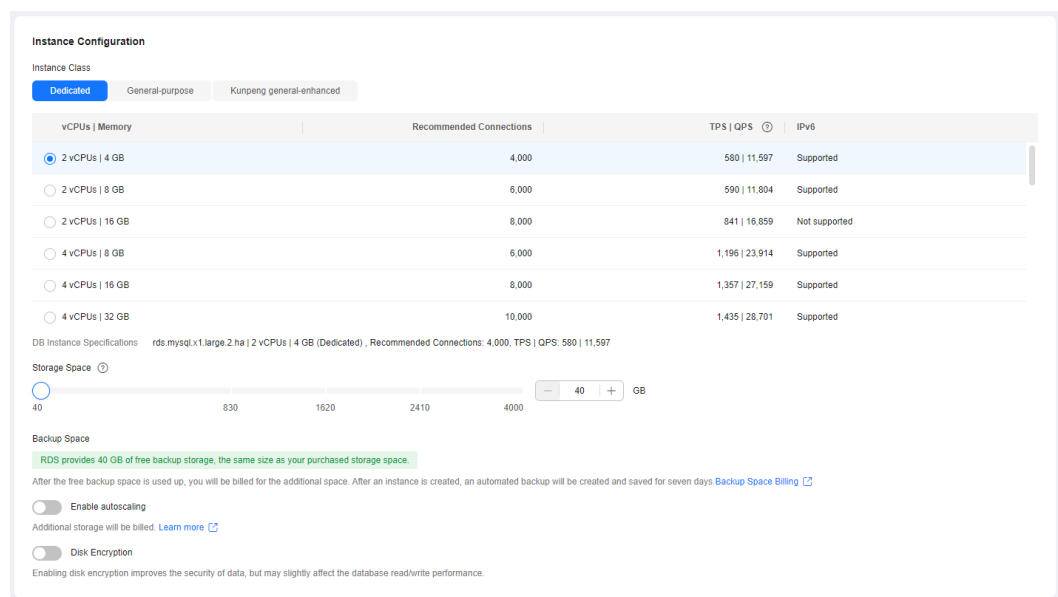 Instance Configuration
Instance Class
Dedicated General-purpose Kunpeng general-enhanced
vCPUs | Memory Recommended Connections TPS | QPS ? IPv6
2 vCPUs | 4 GB 4,000 580 | 11,597 Supported
2 vCPUs | 8 GB 6,000 590 | 11,804 Supported
2 vCPUs | 16 GB 8,000 841 | 16,859 Not supported
4 vCPUs | 8 GB 6,000 1,196 | 23,914 Supported
4 vCPUs | 16 GB 8,000 1,357 | 27,159 Supported
4 vCPUs | 32 GB 10,000 1,435 | 28,701 Supported
DB Instance Specifications rds.mysql.x1.large.2.ha | 2 vCPUs | 4 GB (Dedicated) , Recommended Connections: 4,000, TPS | QPS: 580 | 11,597
Storage Space ?
− 40 + GB
40 830 1620 2410 4000
Backup Space
RDS provides 40 GB of free backup storage, the same size as your purchased storage space.
After the free backup space is used up, you will be billed for the additional space. After an instance is created, an automated backup will be created and saved for seven days.Backup Space Billing
Enable autoscaling
Additional storage will be billed. Learn more
Disk Encryption
Enabling disk encryption improves the security of data, but may slightly affect the database read/write performance.